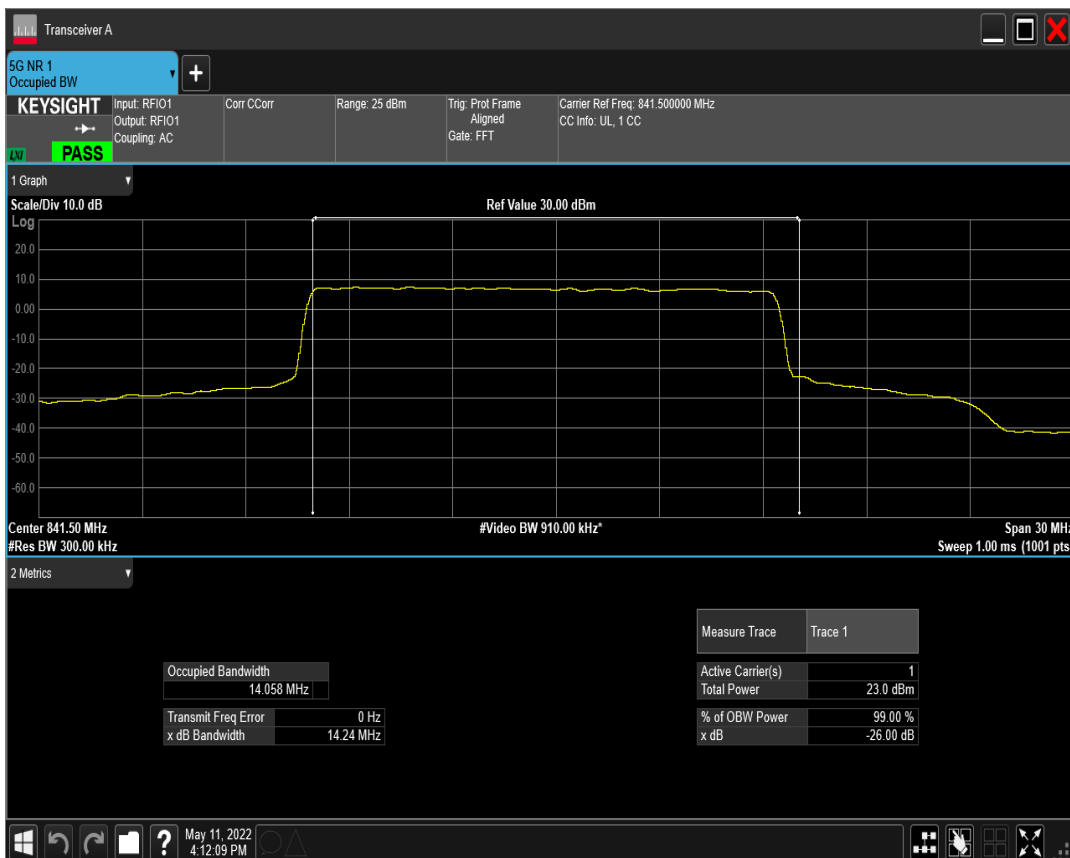 Transceiver A
5G NR 1
Occupied BW
+
KEYSIGHT
LXI
PASS
Input: RFIO1
Output: RFIO1
Coupling: AC
Corr CCorr
Range: 25 dBm
Trig: Prot Frame
Aligned
Gate: FFT
Carrier Ref Freq: 841.500000 MHz
CC Info: UL, 1 CC
1 Graph
Scale/Div 10.0 dB
Ref Value 30.00 dBm
Log
20.0
10.0
0.00
-10.0
-20.0
-30.0
-40.0
-50.0
-60.0
Center 841.50 MHz
#Video BW 910.00 kHz*
Span 30 MHz
#Res BW 300.00 kHz
Sweep 1.00 ms (1001 pts
2 Metrics
Measure Trace Trace 1
Occupied Bandwidth
14.058 MHz
Active Carrier(s) 1
Total Power 23.0 dBm
Transmit Freq Error 0 Hz
x dB Bandwidth 14.24 MHz
% of OBW Power 99.00 %
x dB -26.00 dB
?
May 11, 2022
4:12:09 PM